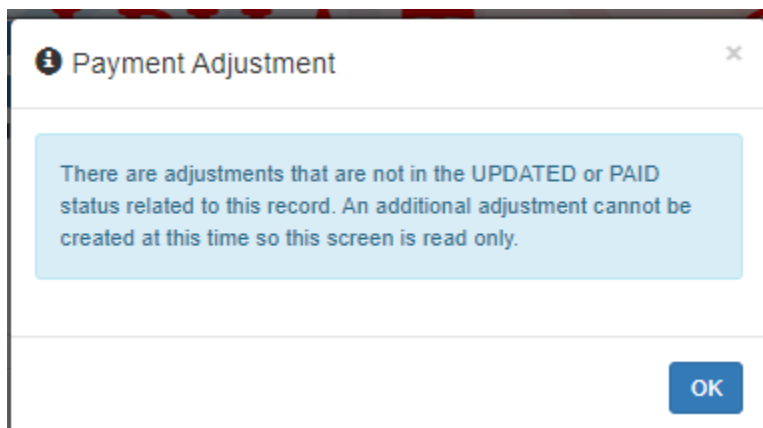 Payment Adjustment
×
There are adjustments that are not in the UPDATED or PAID
status related to this record. An additional adjustment cannot be
created at this time so this screen is read only.
OK